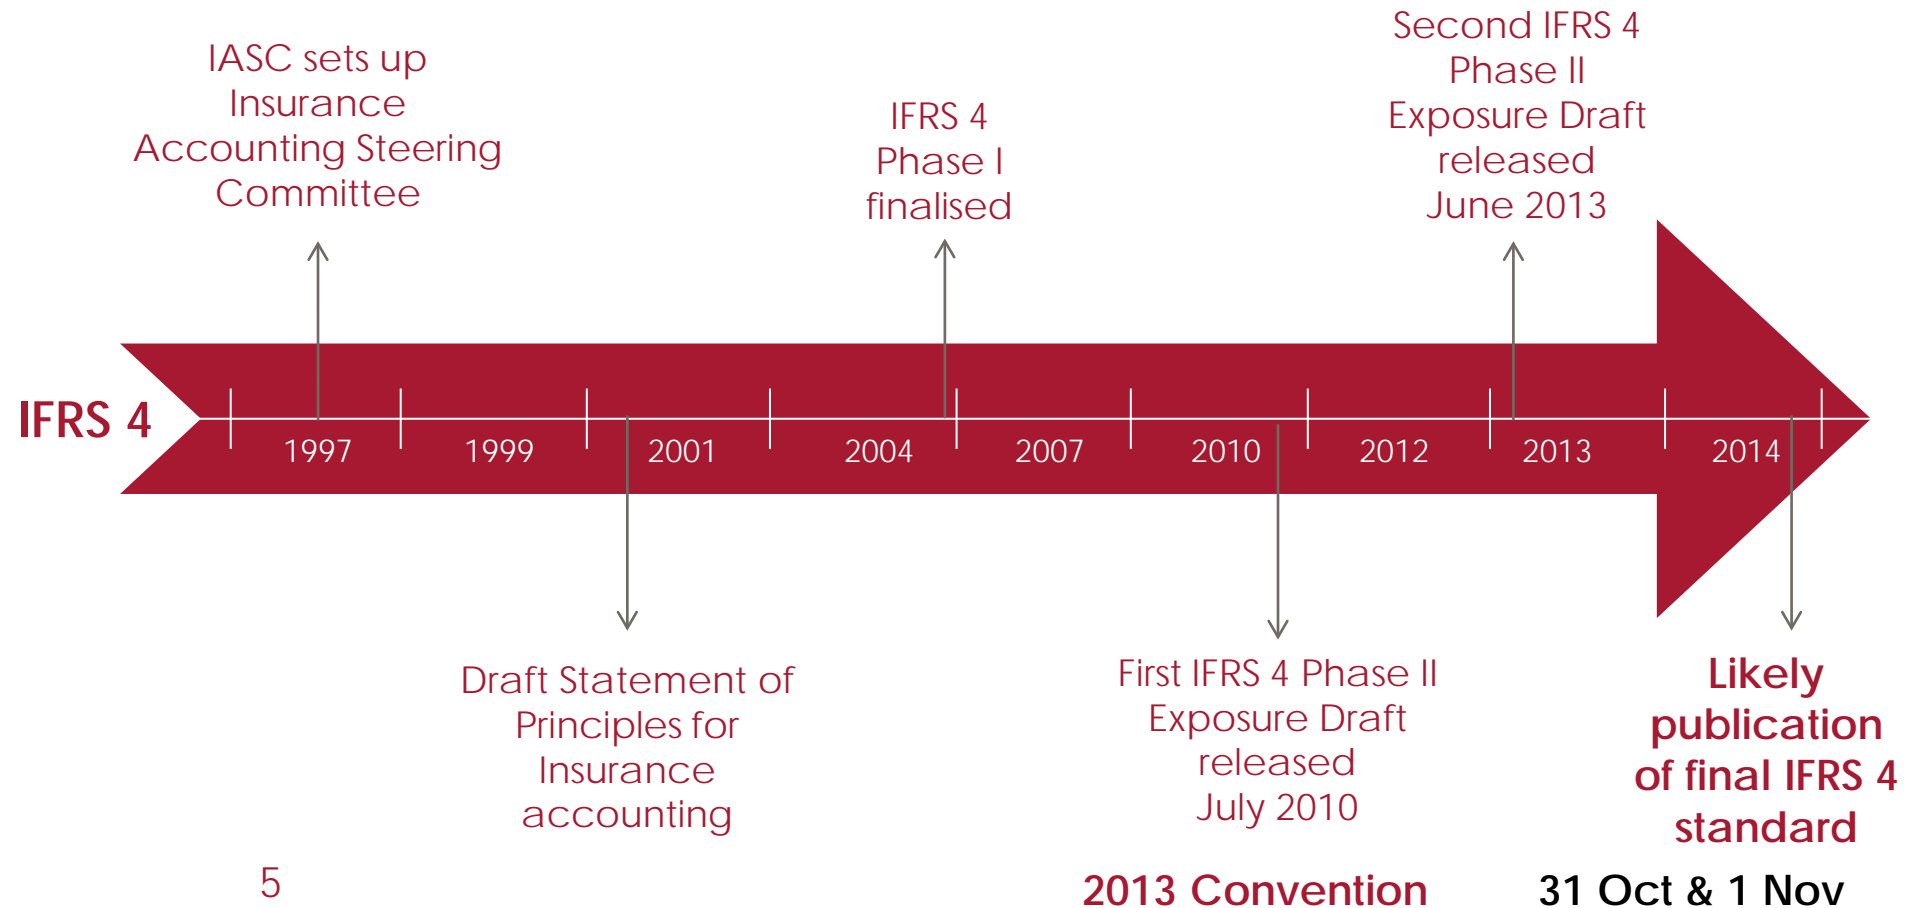 IASC sets up
Insurance
Accounting Steering
Committee
IFRS 4
Phase I
finalised
Second IFRS 4
Phase II
Exposure Draft
released
June 2013
IFRS 4
1997
1999
2001
2004
2007
2010
2012
2013
2014
Draft Statement of
Principles for
Insurance
accounting
First IFRS 4 Phase II
Exposure Draft
released
July 2010
Likely
publication
of final IFRS 4
standard
5
2013 Convention
31 Oct & 1 Nov